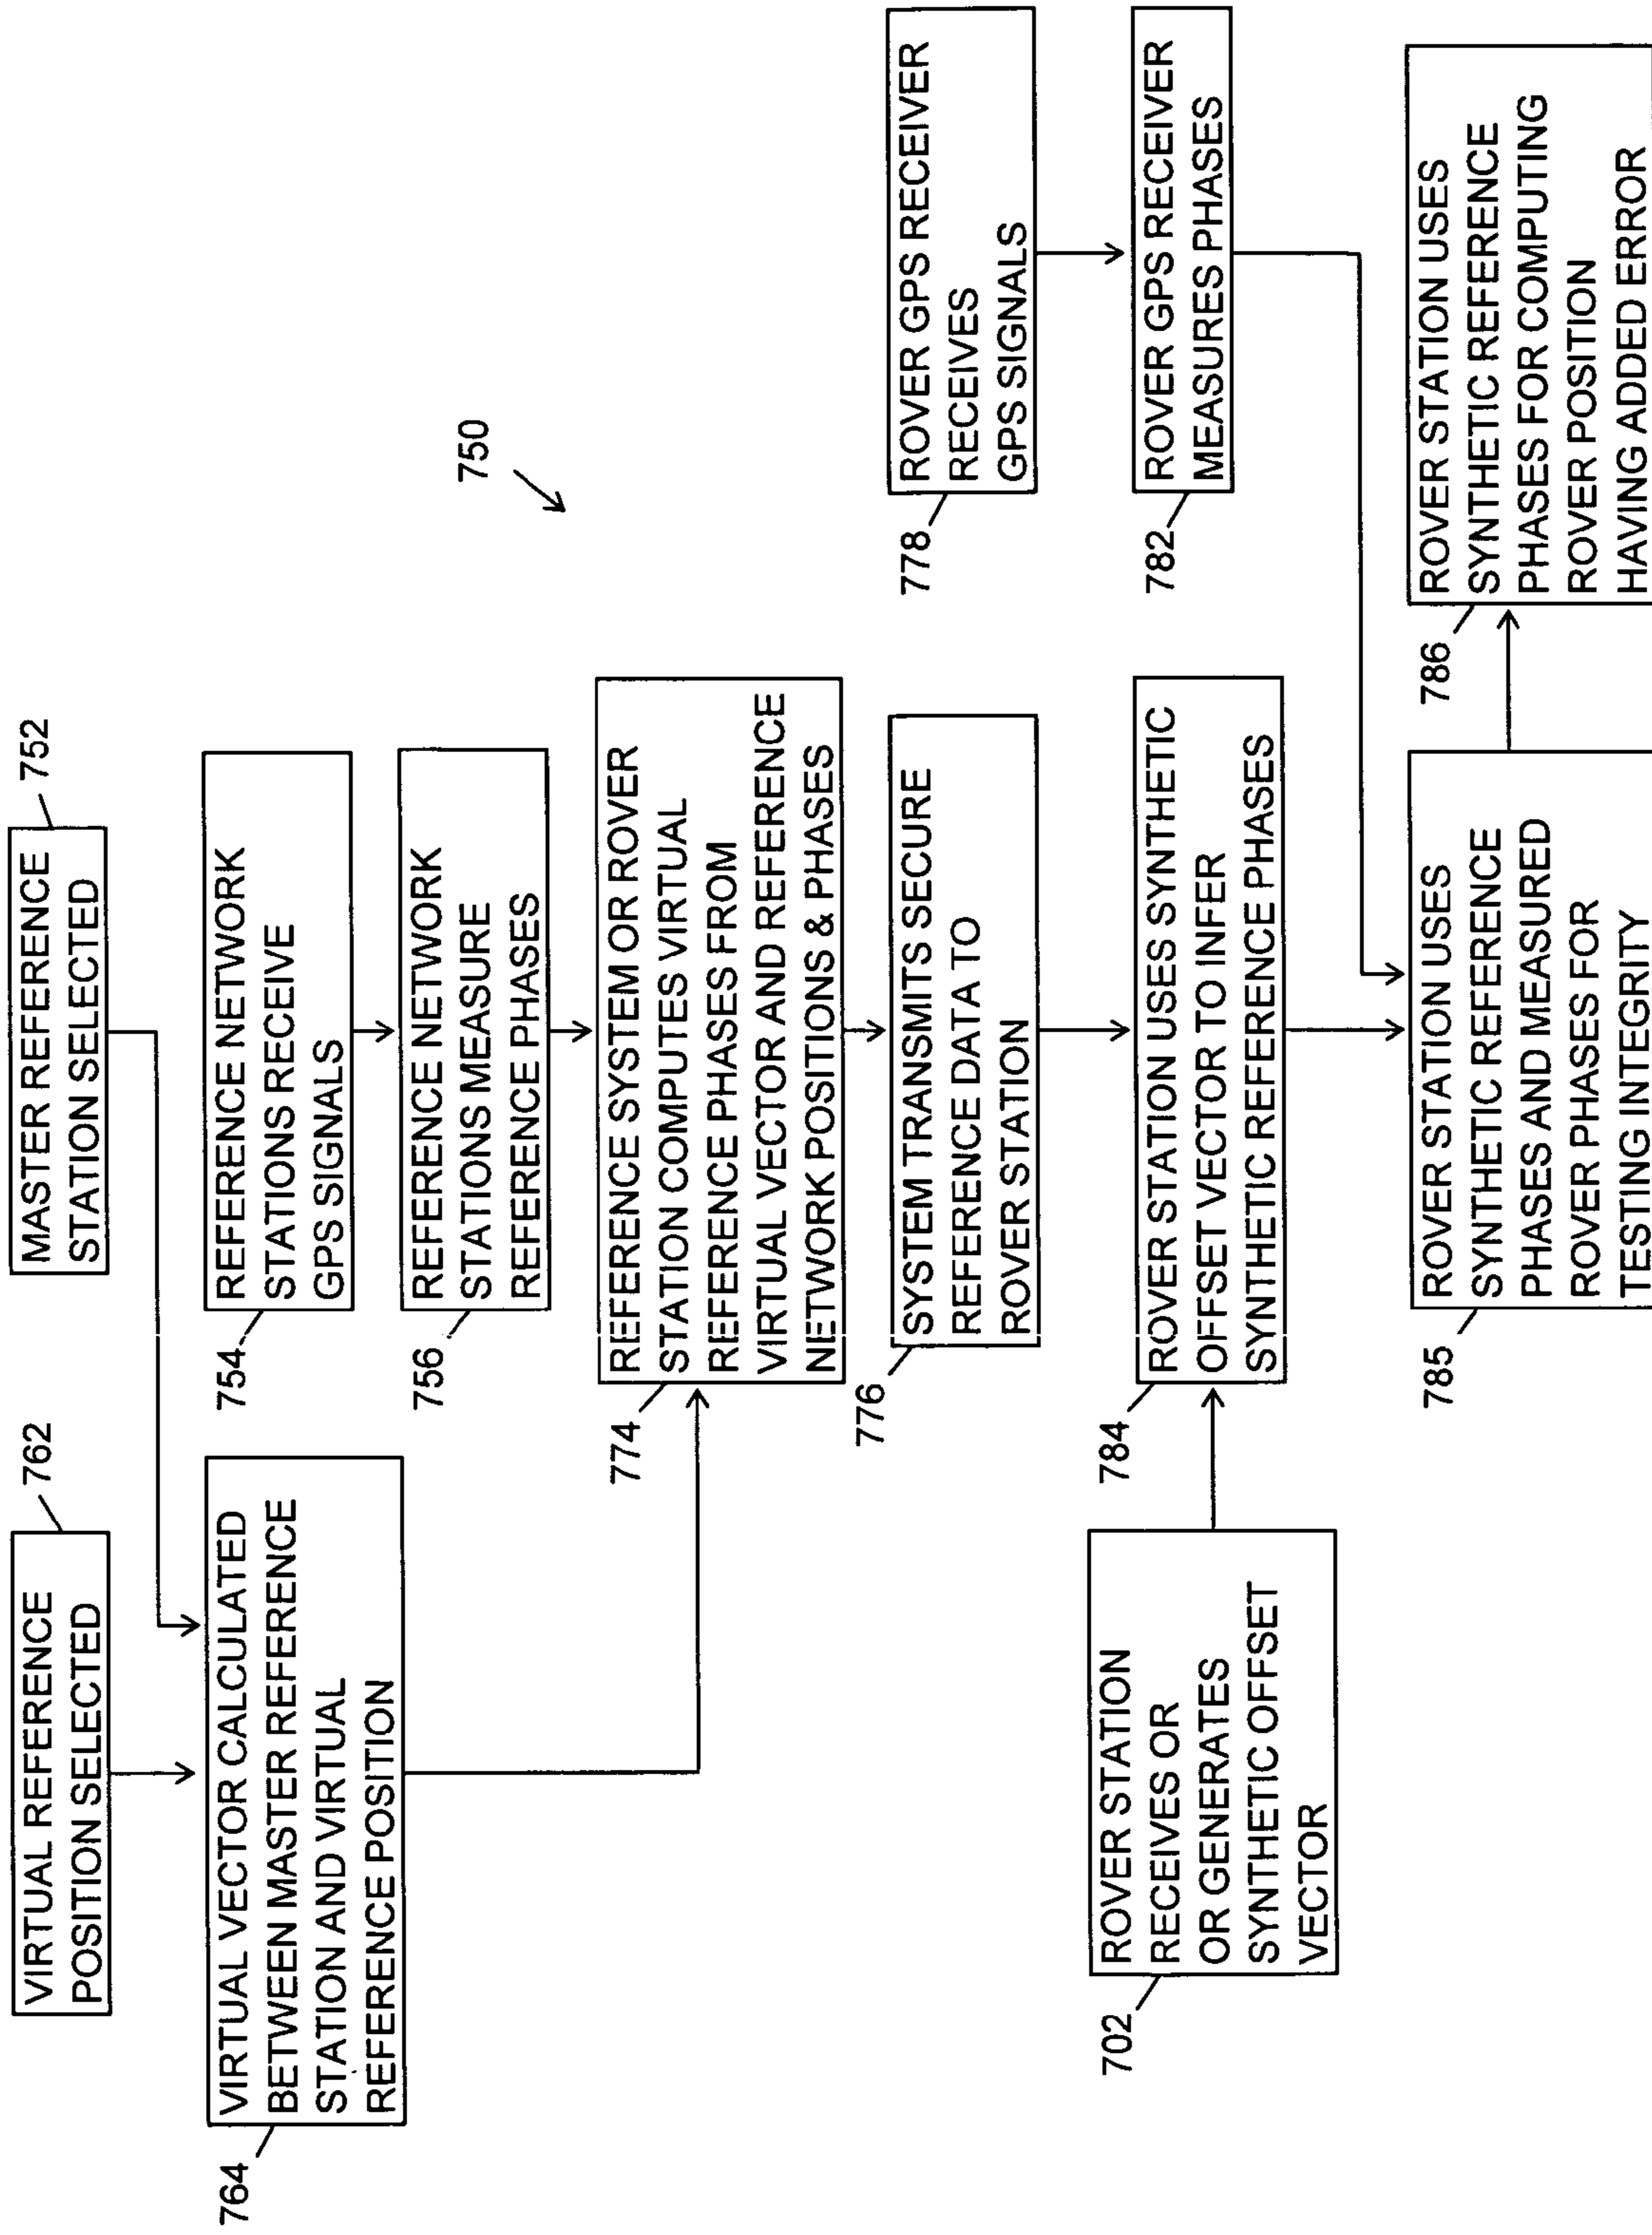 VIRTUAL REFERENCE
POSITION SELECTED
762
MASTER REFERENCE
STATION SELECTED
752
764
VIRTUAL VECTOR CALCULATED
BETWEEN MASTER REFERENCE
STATION AND VIRTUAL
REFERENCE POSITION
754
REFERENCE NETWORK
STATIONS RECEIVE
GPS SIGNALS
756
REFERENCE NETWORK
STATIONS MEASURE
REFERENCE PHASES
750
774
REFERENCE SYSTEM OR ROVER
STATION COMPUTES VIRTUAL
REFERENCE PHASES FROM
VIRTUAL VECTOR AND REFERENCE
NETWORK POSITIONS & PHASES
776
SYSTEM TRANSMITS SECURE
REFERENCE DATA TO
ROVER STATION
778
ROVER GPS RECEIVER
RECEIVES
GPS SIGNALS
702
ROVER STATION
RECEIVES OR
OR GENERATES
SYNTHETIC OFFSET
VECTOR
784
ROVER STATION USES SYNTHETIC
OFFSET VECTOR TO INFER
SYNTHETIC REFERENCE PHASES
782
ROVER GPS RECEIVER
MEASURES PHASES
785
ROVER STATION USES
SYNTHETIC REFERENCE
PHASES AND MEASURED
ROVER PHASES FOR
TESTING INTEGRITY
786
ROVER STATION USES
SYNTHETIC REFERENCE
PHASES FOR COMPUTING
ROVER POSITION
HAVING ADDED ERROR